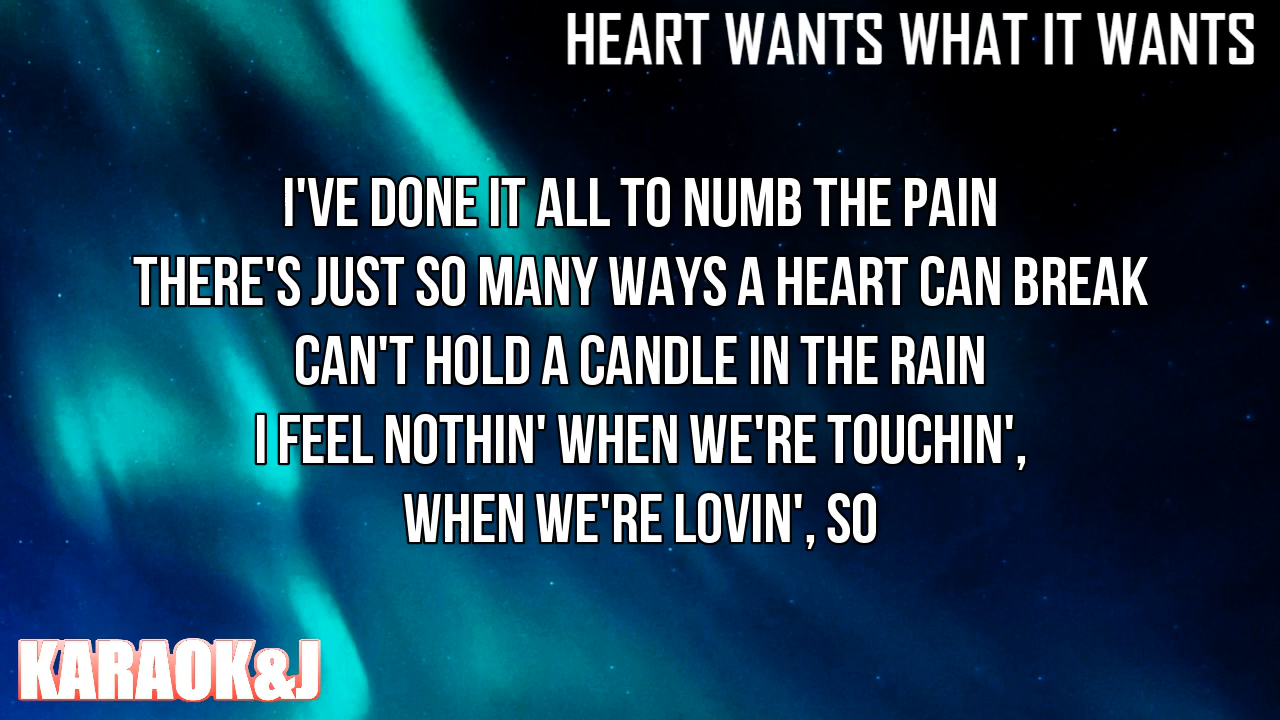 HEART WANTS WHAT IT WANTS
I'VE DONE IT ALL TO NUMB THE PAIN
THERE'S JUST SO MANY WAYS A HEART CAN BREAK
CAN'T HOLD A CANDLE IN THE RAIN
I FEEL NOTHIN' WHEN WE'RE TOUCHIN',
WHEN WE'RE LOVIN', SO
KARAOK&J